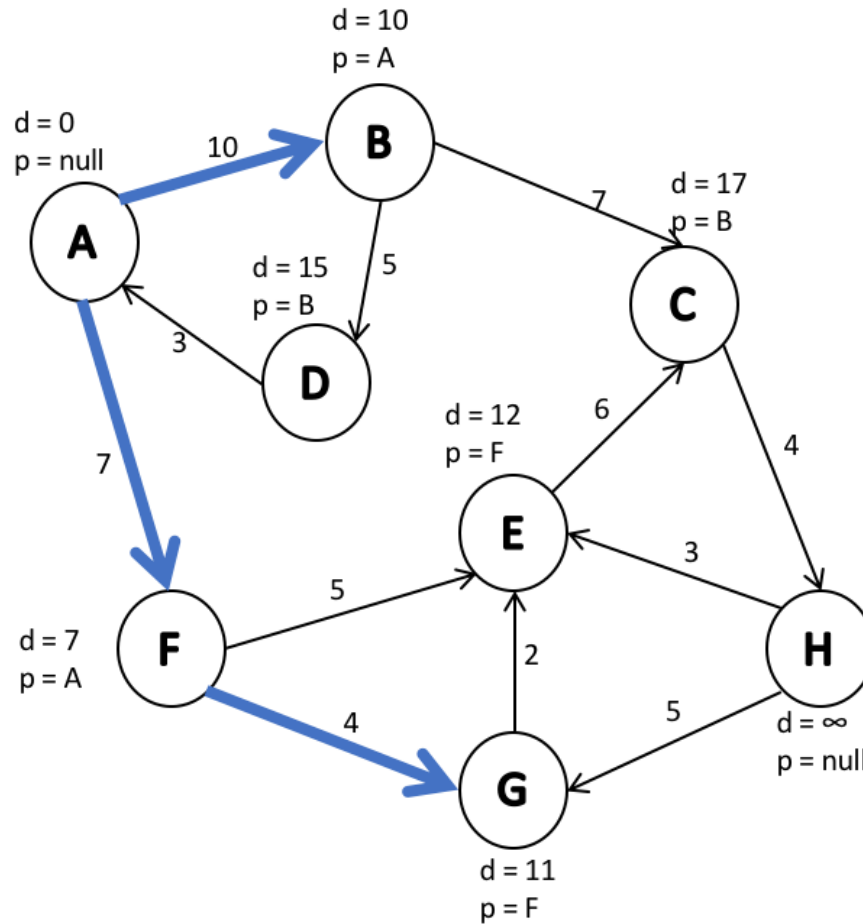 d = 10
p = A
B
d = 0
p = null
10
A
7
d = 17
p = B
C
5
d = 15
p = B
3
D
d = 12
p = F
6
4
7
E
3
5
d = 7
p = A
F
2
H
d = ∞
p = null
4
5
G
d = 11
p = F